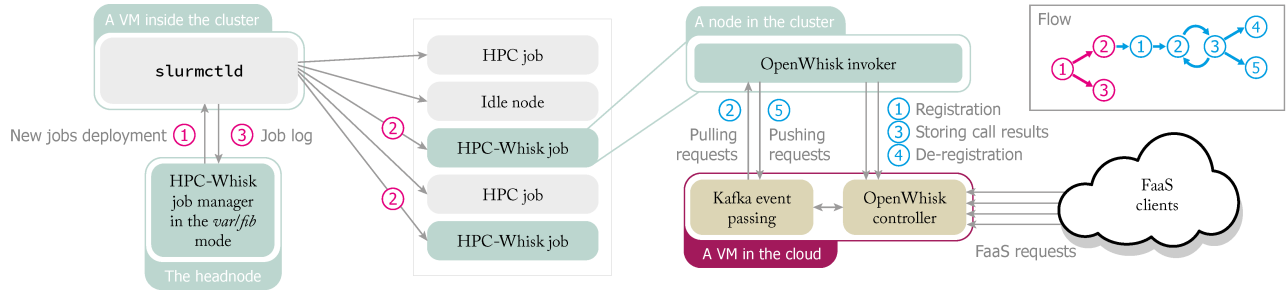 A VM inside the cluster
slurmctld
New jobs deployment 1
3 Job log
HPC-Whisk
job manager
in the var/fib
mode
The headnode
2
2
HPC job
Idle node
HPC-Whisk job
HPC job
HPC-Whisk job
A node in the cluster
OpenWhisk invoker
2
Pulling
requests
5
Pushing
requests
1 Registration
3 Storing call results
4 De-registration
Kafka event
passing
OpenWhisk
controller
A VM in the cloud
FaaS
clients
FaaS requests
Flow
1
2
3
1
2
3
4
5